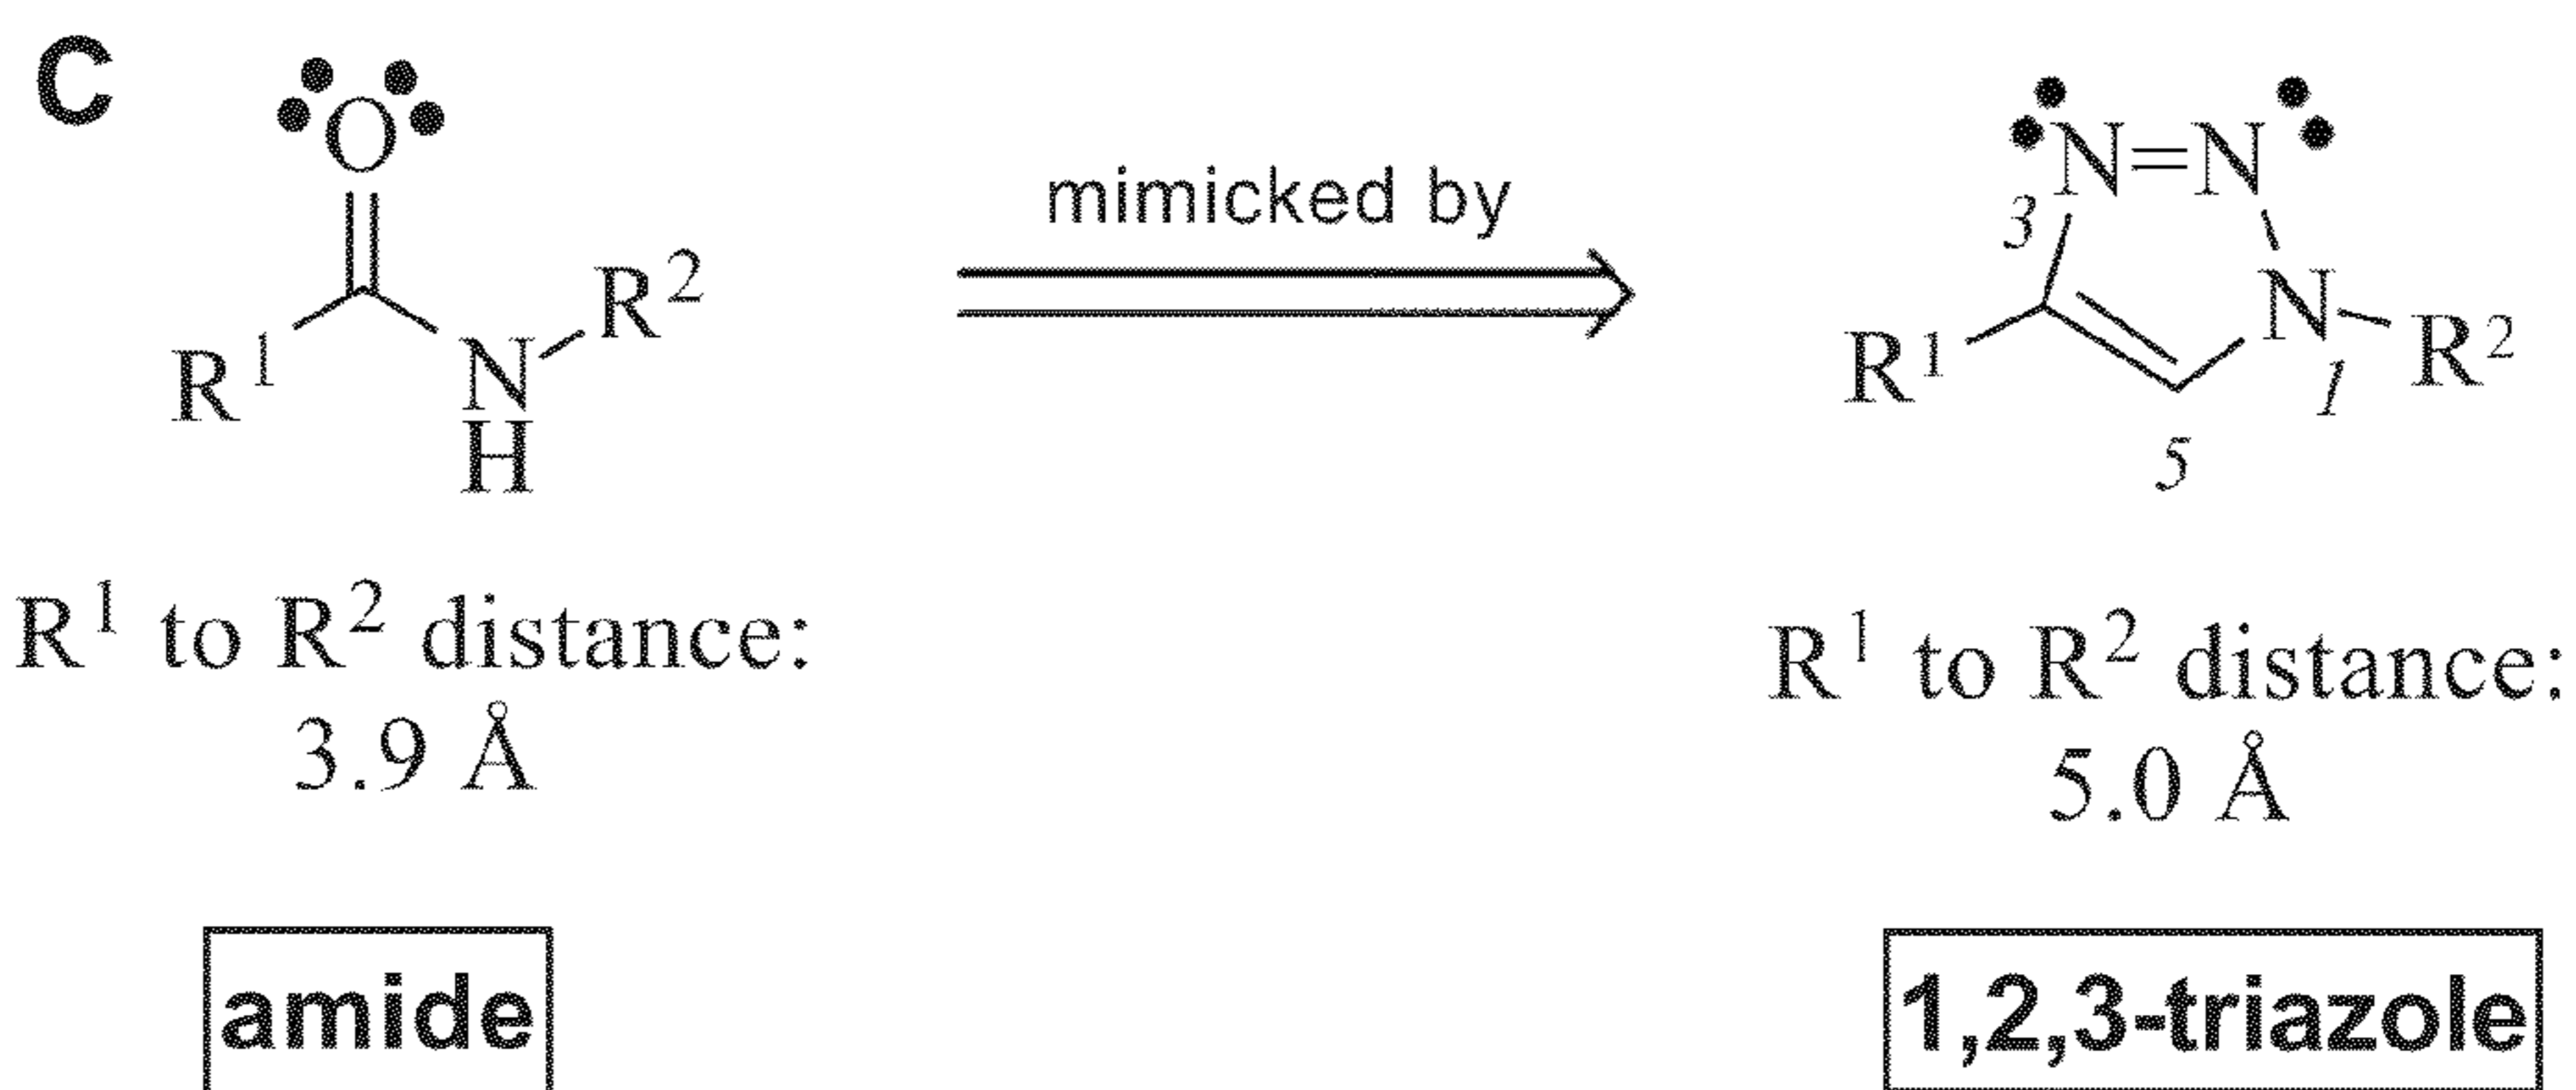 C
O
R¹
N
H
R²
mimicked by
N=N
3
R¹
N
R²
1
5
R¹ to R² distance:
3.9 Å
R¹ to R² distance:
5.0 Å
amide
1,2,3-triazole